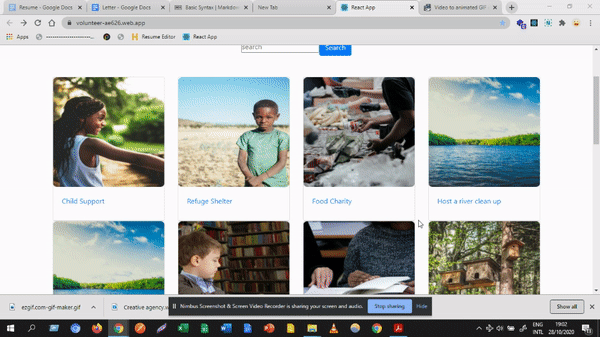 Resume - Google Docs
Letter - Google Docs
Basic Syntax | Markdown
New Tab
React App
Video to animated GIF
volunteer-ae626.web.app
Apps
Resume Editor
React App
search
Search
Child Support
Refuge Shelter
Food Charity
Host a river clean up
ezgif.com-gif-maker.gif
Creative agency.
Nimbus Screenshot & Screen Video Recorder is sharing your screen and audio.
Stop sharing
Hide
Show all
ENG
INTL
19:02
28/10/2020